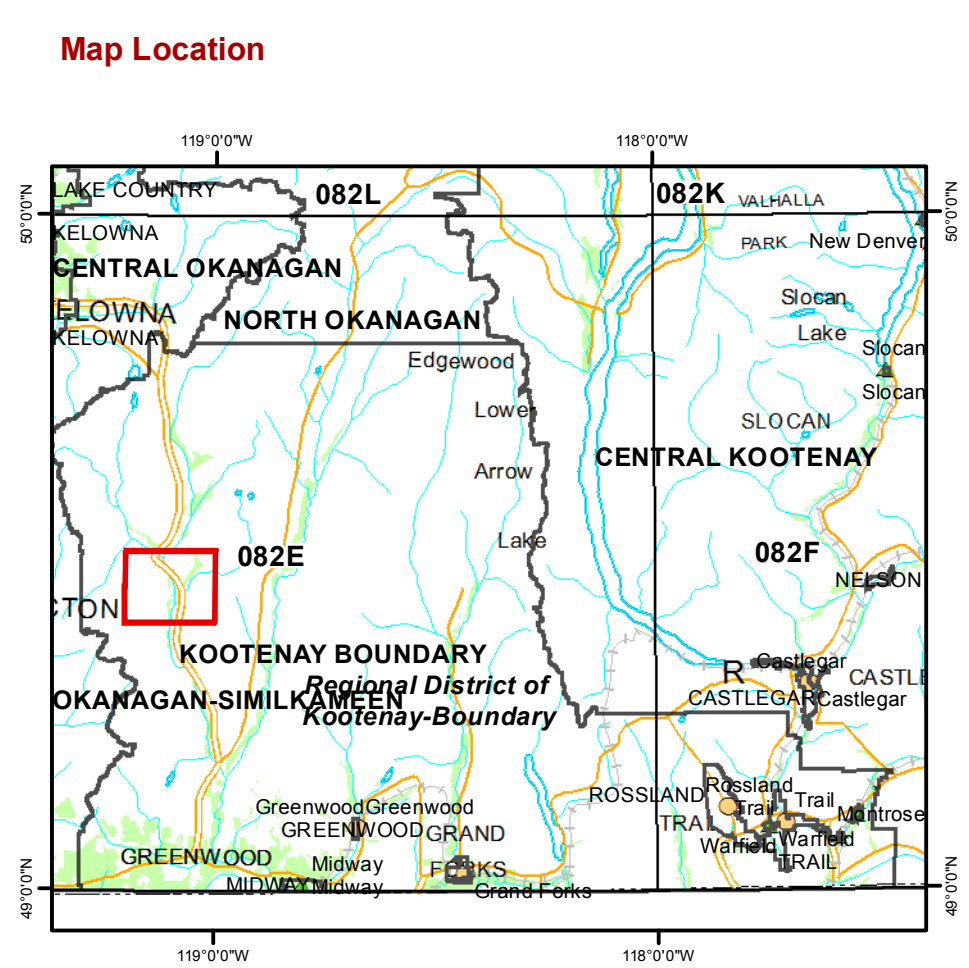 Map Location
119°0'0"W
118°0'0"W
50°0'0"N
50°0'0"N
LAKE COUNTRY
082L
082K
VALHALLA
KELOWNA
PARK
New Denver
CENTRAL OKANAGAN
Slocan
ELOWNA
NORTH OKANAGAN
KELOWNA
Lake
Slocan
Edgewood
Slocan
Lower
SLOCAN
CENTRAL KOOTENAY
Arrow
Lake
082E
082F
NELSON
CTON
KOOTENAY BOUNDARY
Castlegar
R
CASTLE
Regional District of
OKANAGAN-SIMILKAMEEN
CASTLEGAR
Castlegar
Kootenay-Boundary
Rossland
ROSSLAND
Trail
Trail
Greenwood
Greenwood
Montrose
GREENWOOD
GRAND
TRAIL
Warfield
Warfield
GREENWOOD
Midway
FORKS
TRAIL
MIDWAY
Midway
Grand Forks
49°0'0"N
49°0'0"N
119°0'0"W
118°0'0"W